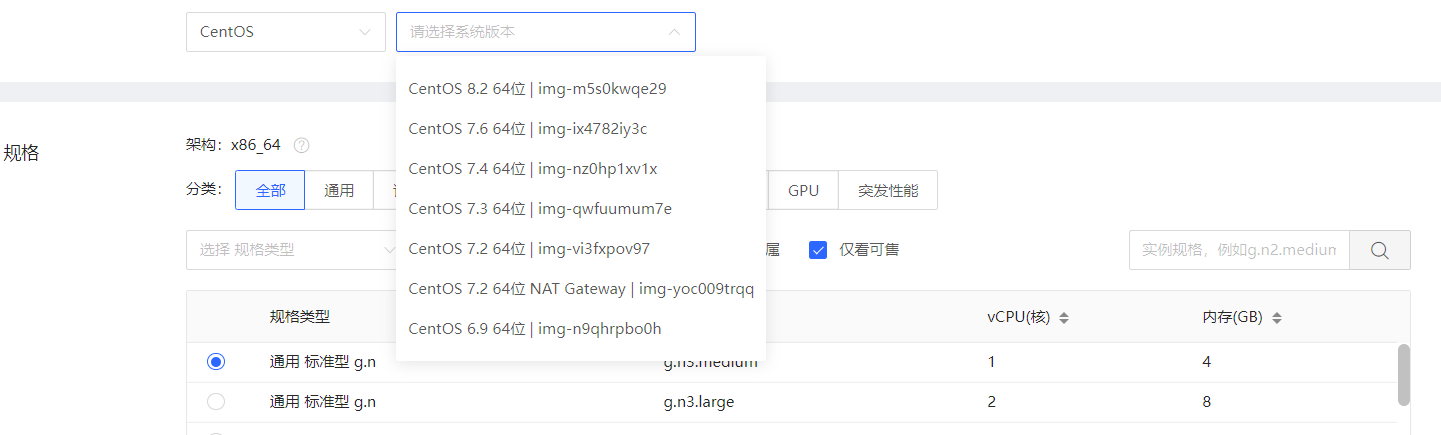 CentOS
请选择系统版本
CentOS 8.2 64位 | img-m5s0kwqe29
CentOS 7.6 64位 | img-ix4782iy3c
CentOS 7.4 64位 | img-nz0hp1xv1x
CentOS 7.3 64位 | img-qwfuumum7e
CentOS 7.2 64位 | img-vi3fxpov97
CentOS 7.2 64位 NAT Gateway | img-yoc009trqq
CentOS 6.9 64位 | img-n9qhrpbo0h
规格
架构：x86_64
分类： 全部 通用 GPU 突发性能
选择 规格类型 属 仅看可售 实例规格，例如g.n2.medium
规格类型 vCPU(核) 内存(GB)
通用 标准型 g.n g.n3.medium 1 4
通用 标准型 g.n g.n3.large 2 8